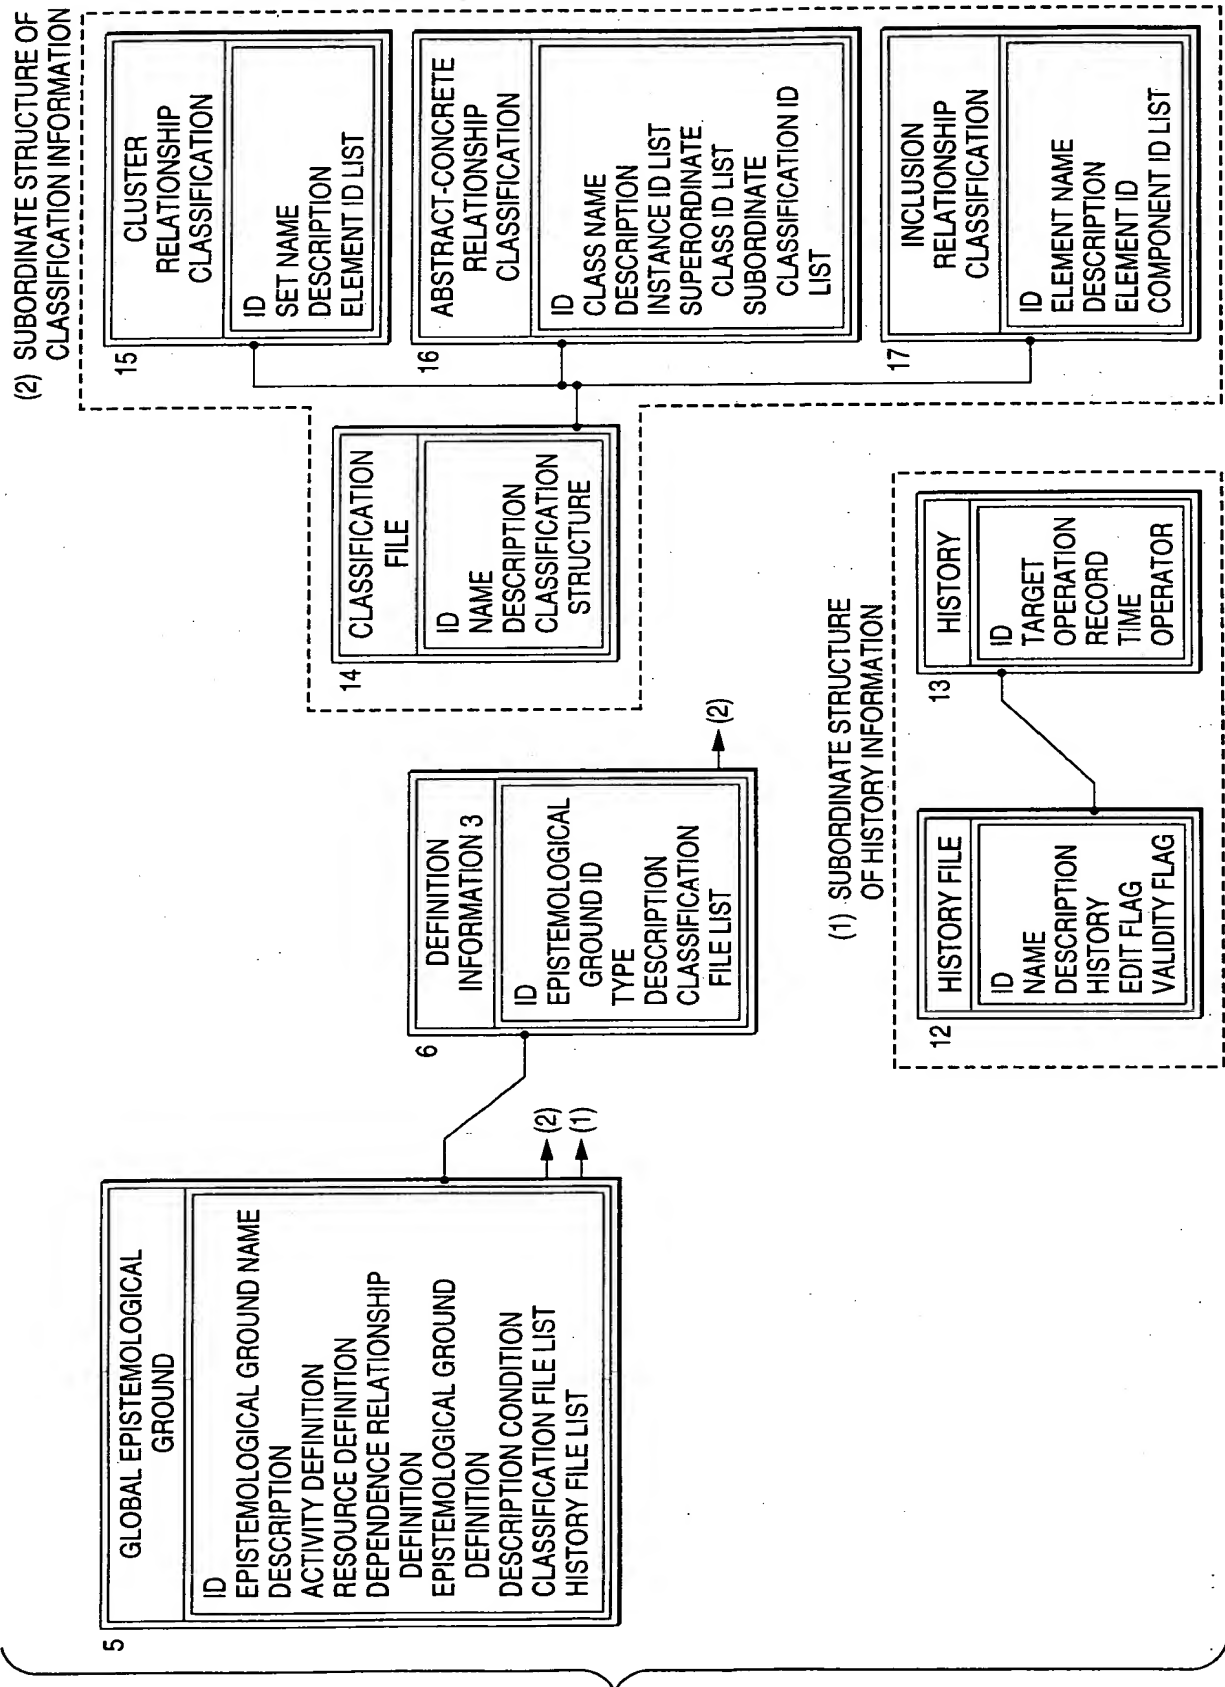 5
GLOBAL EPISTEMOLOGICAL
GROUND
ID
EPISTEMOLOGICAL GROUND NAME
DESCRIPTION
ACTIVITY DEFINITION
RESOURCE DEFINITION
DEPENDENCE RELATIONSHIP
DEFINITION
EPISTEMOLOGICAL GROUND
DEFINITION
DESCRIPTION CONDITION
CLASSIFICATION FILE LIST
HISTORY FILE LIST
(2)
(1)
6
DEFINITION
INFORMATION 3
ID
EPISTEMOLOGICAL
GROUND ID
TYPE
DESCRIPTION
CLASSIFICATION
FILE LIST
(2)
(2) SUBORDINATE STRUCTURE OF
CLASSIFICATION INFORMATION
14
CLASSIFICATION
FILE
ID
NAME
DESCRIPTION
CLASSIFICATION
STRUCTURE
15
CLUSTER
RELATIONSHIP
CLASSIFICATION
ID
SET NAME
DESCRIPTION
ELEMENT ID LIST
16
ABSTRACT-CONCRETE
RELATIONSHIP
CLASSIFICATION
ID
CLASS NAME
DESCRIPTION
INSTANCE ID LIST
SUPERORDINATE
CLASS ID LIST
SUBORDINATE
CLASSIFICATION ID
LIST
17
INCLUSION
RELATIONSHIP
CLASSIFICATION
ID
ELEMENT NAME
DESCRIPTION
ELEMENT ID
COMPONENT ID LIST
(1) SUBORDINATE STRUCTURE
OF HISTORY INFORMATION
12
HISTORY FILE
ID
NAME
DESCRIPTION
HISTORY
EDIT FLAG
VALIDITY FLAG
13
HISTORY
ID
TARGET
OPERATION
RECORD
TIME
OPERATOR